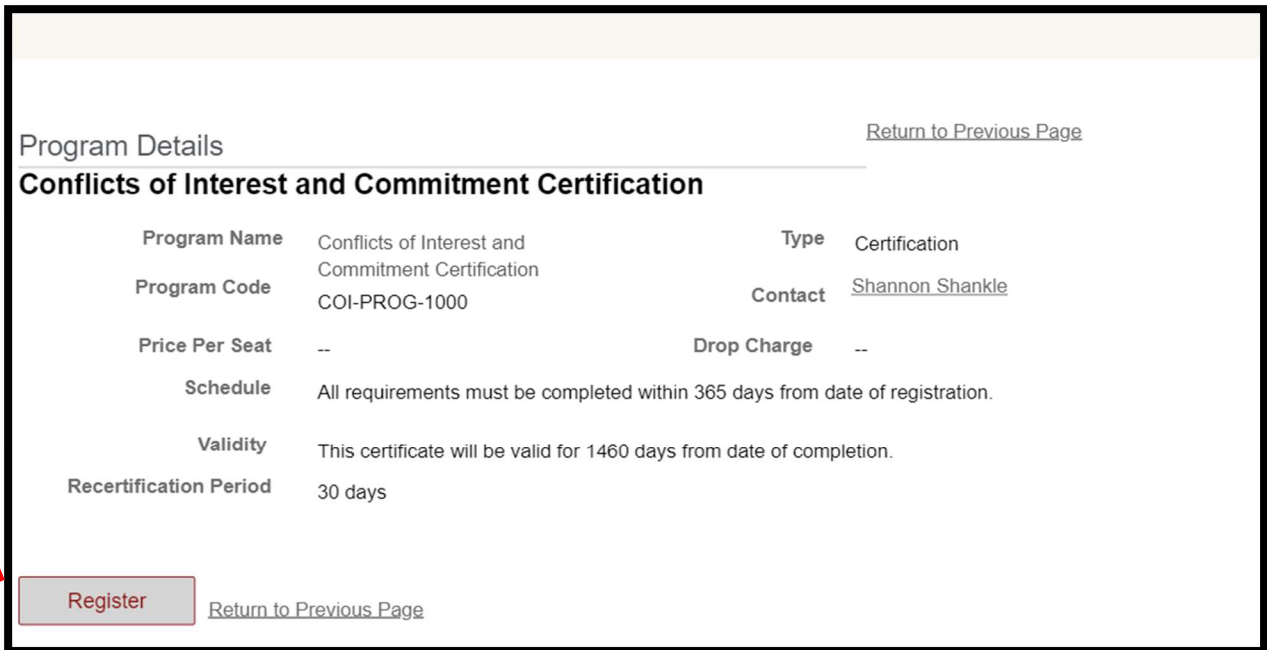 Return to Previous Page
Program Details
Conflicts of Interest and Commitment Certification
Program Name Conflicts of Interest and Type Certification
Commitment Certification
Program Code COI-PROG-1000 Contact Shannon Shankle
Price Per Seat -- Drop Charge --
Schedule All requirements must be completed within 365 days from date of registration.
Validity This certificate will be valid for 1460 days from date of completion.
Recertification Period 30 days
Register Return to Previous Page